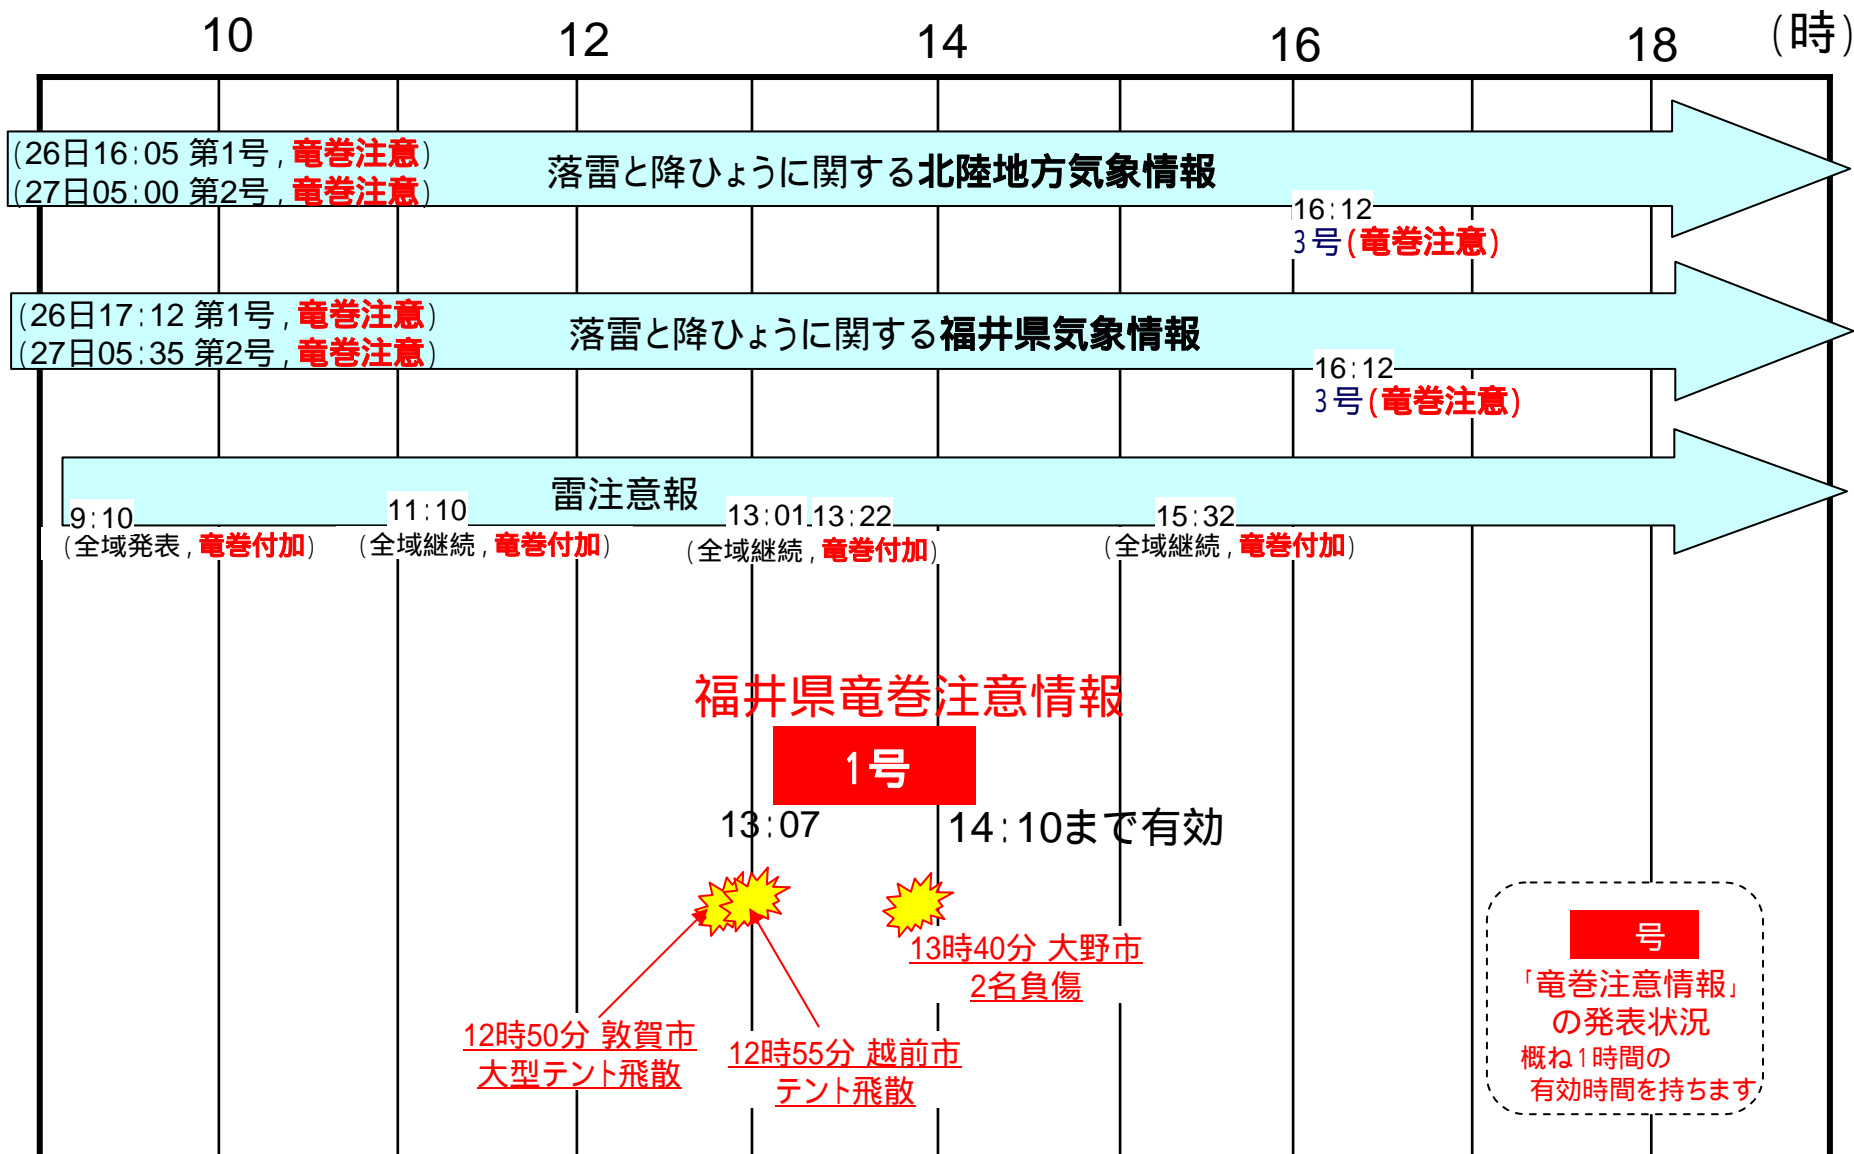 10 12 14 16 18 (時)
(26日16:05 第1号,竜巻注意)
(27日05:00 第2号,竜巻注意)
落雷と降ひょうに関する北陸地方気象情報
16:12
3号(竜巻注意)
(26日17:12 第1号,竜巻注意)
(27日05:35 第2号,竜巻注意)
落雷と降ひょうに関する福井県気象情報
16:12
3号(竜巻注意)
雷注意報
9:10
(全域発表,竜巻付加)
11:10
(全域継続,竜巻付加)
13:01 13:22
(全域継続,竜巻付加)
15:32
(全域継続,竜巻付加)
福井県竜巻注意情報
1号
13:07
14:10まで有効
12時50分 敦賀市
大型テント飛散
12時55分 越前市
テント飛散
13時40分 大野市
2名負傷
号
「竜巻注意情報」
の発表状況
概ね1時間の
有効時間を持ちます